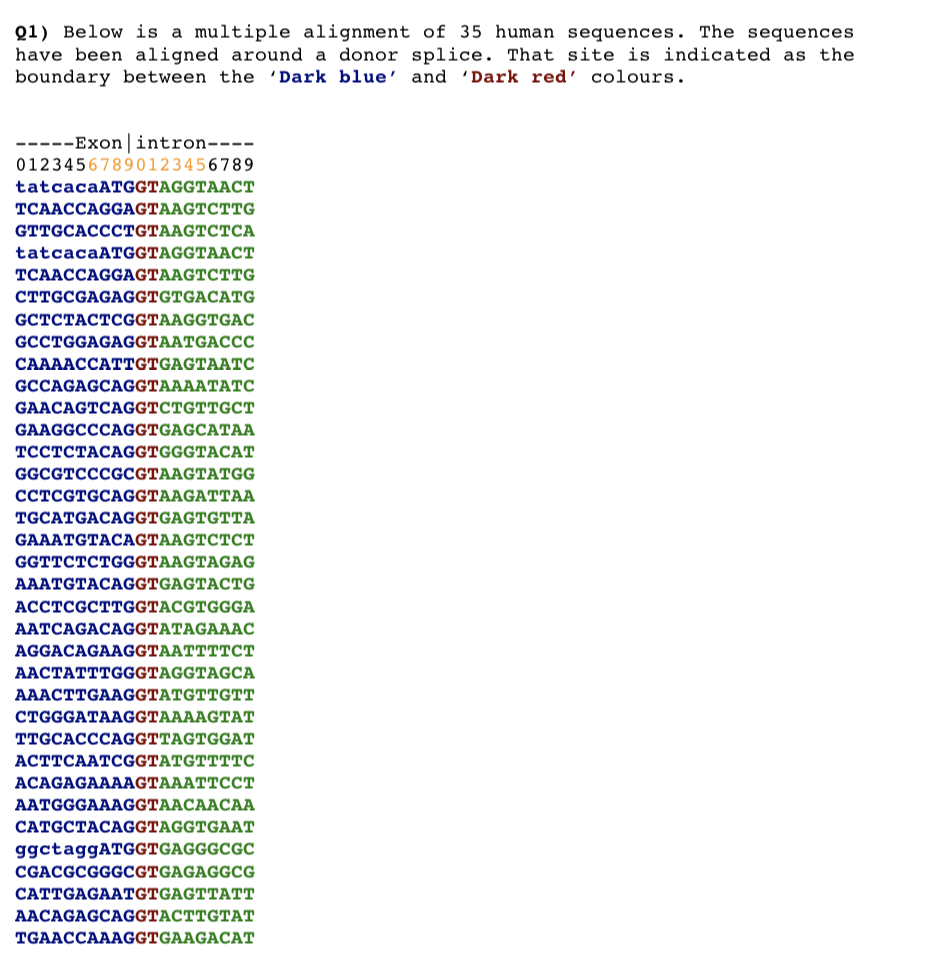 Q1) Below is a multiple alignment of 35 human sequences. The sequences
have been aligned around a donor splice. That site is indicated as the
boundary between the ‘Dark blue’ and ‘Dark red’ colours.
-----Exon|intron----
01234567890123456789
tatcacaATGGTAGGTAACT
TCAACCAGGAGTAAGTCTTG
GTTGCACCCTGTAAGTCTCA
tatcacaATGGTAGGTAACT
TCAACCAGGAGTAAGTCTTG
CTTGCGAGAGGTGTGACATG
GCTCTACTCGGTAAGGTGAC
GCCTGGAGAGGTAATGACCC
CAAAACCATTGTGAGTAATC
GCCAGAGCAGGTAAAATATC
GAACAGTCAGGTCTGTTGCT
GAAGGCCCAGGTGAGCATAA
TCCTCTACAGGTGGGTACAT
GGCGTCCCGCGTAAGTATGG
CCTCGTGCAGGTAAGATTAA
TGCATGACAGGTGAGTGTTA
GAAATGTACAGTAAGTCTCT
GGTTCTCTGGGTAAGTAGAG
AAATGTACAGGTGAGTACTG
ACCTCGCTTGGTACGTGGGA
AATCAGACAGGTATAGAAAC
AGGACAGAAGGTAATTTTCT
AACTATTTGGGTAGGTAGCA
AAACTTGAAGGTATGTTGTT
CTGGGATAAGGTAAAAGTAT
TTGCACCCAGGTTAGTGGAT
ACTTCAATCGGTATGTTTTC
ACAGAGAAAAGTAAATTCCT
AATGGGAAAGGTAACAACAA
CATGCTACAGGTAGGTGAAT
ggctaggATGGTGAGGGCGC
CGACGCGGGCGTGAGAGGCG
CATTGAGAATGTGAGTTATT
AACAGAGCAGGTACTTGTAT
TGAACCAAAGGTGAAGACAT